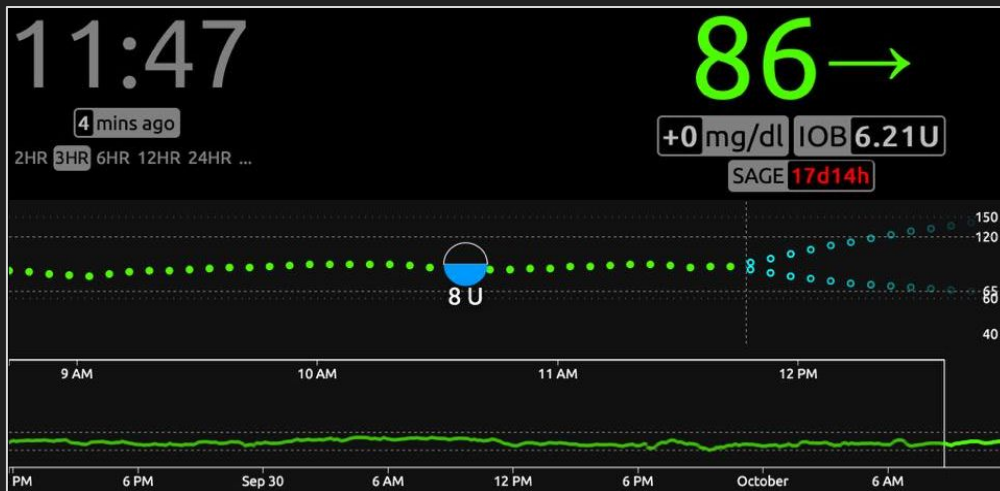 11:47
4 mins ago
2HR 3HR 6HR 12HR 24HR ...
86→
+0 mg/dl IOB 6.21U
SAGE 17d14h
150
120
65
60
40
8 U
9 AM 10 AM 11 AM 12 PM
PM 6 PM Sep 30 6 AM 12 PM 6 PM October 6 AM